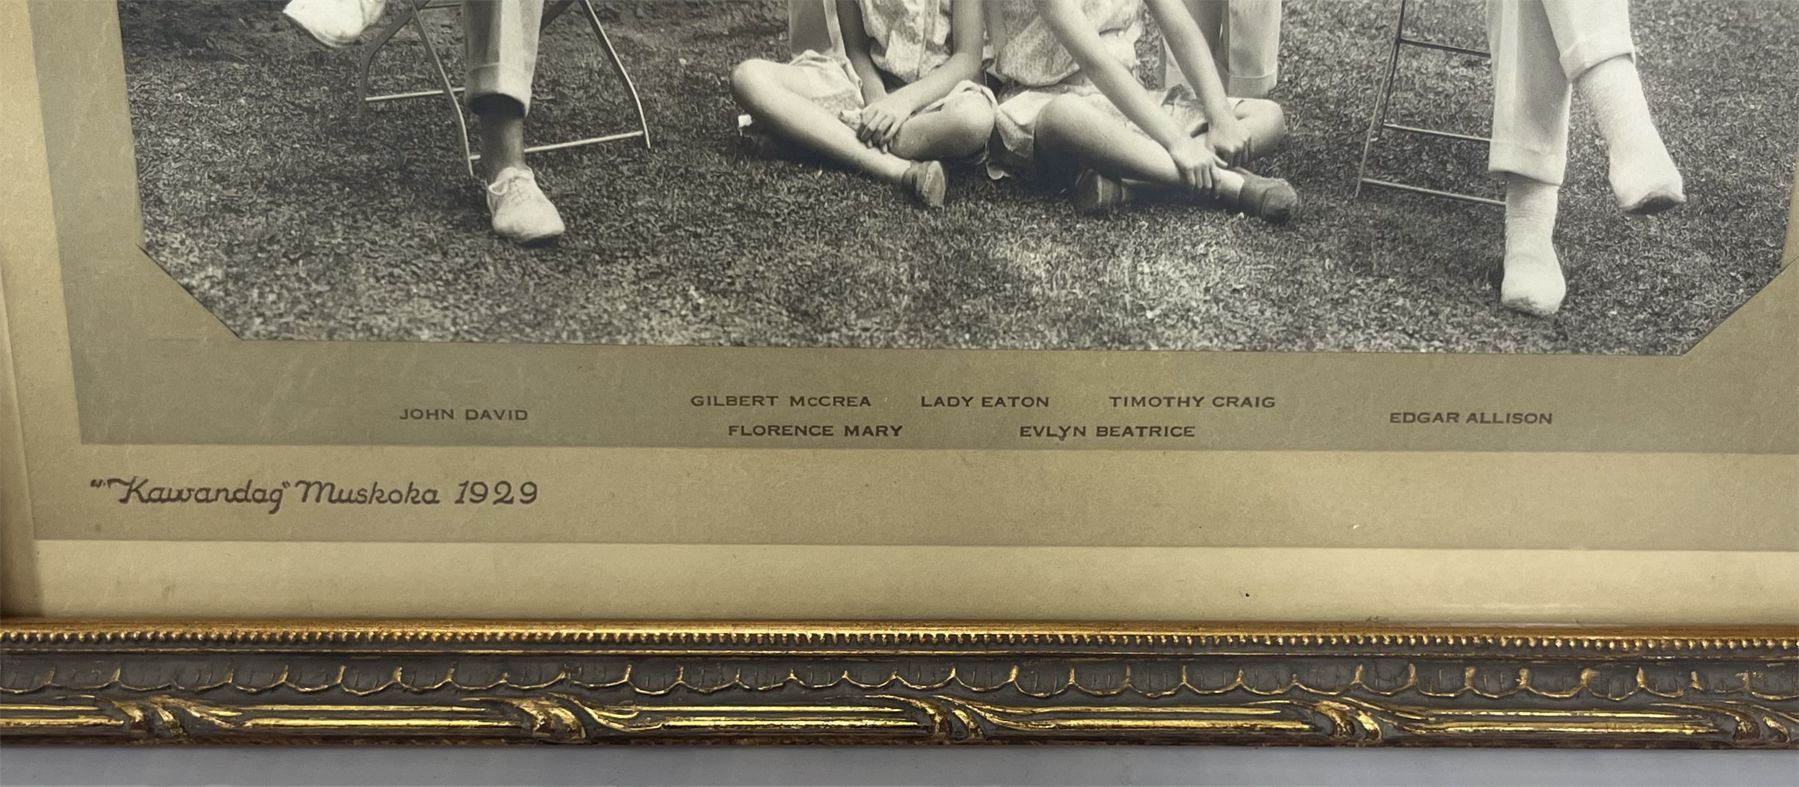 JOHN DAVID GILBERT McCREA LADY EATON TIMOTHY CRAIG EDGAR ALLISON
FLORENCE MARY EVLYN BEATRICE
"Kawandag" Muskoka 1929